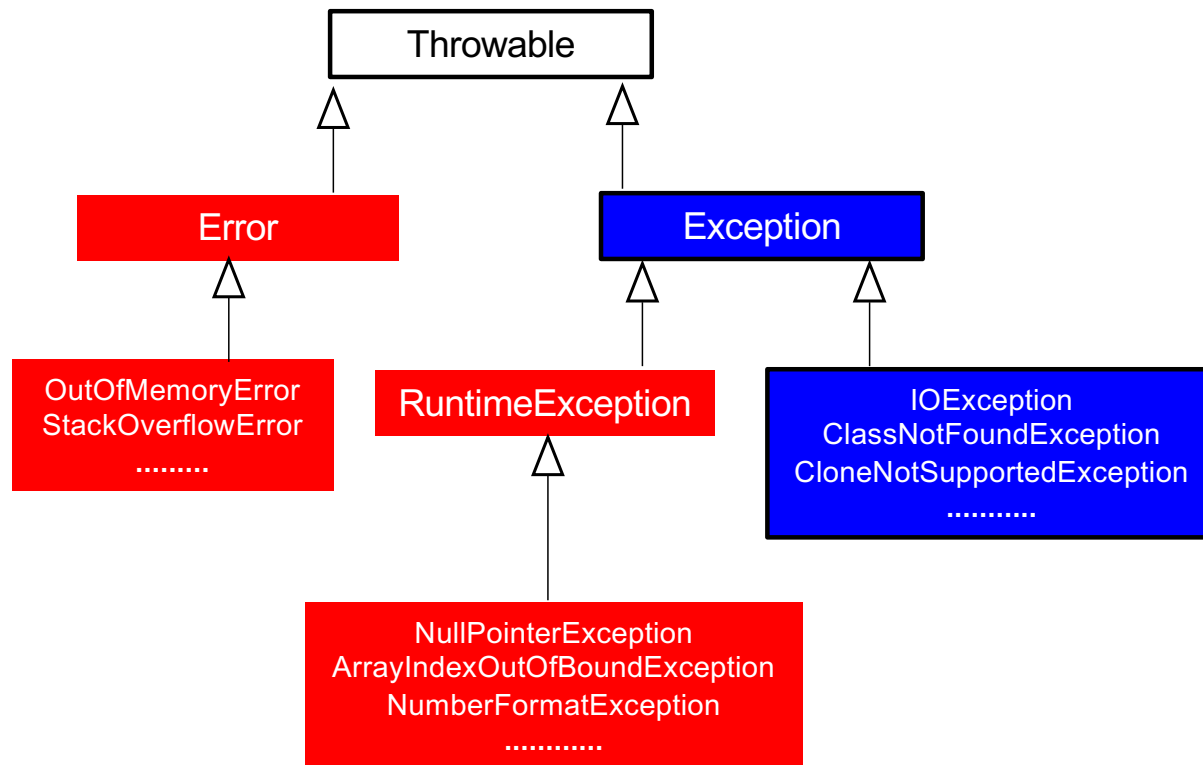 Throwable
Error
Exception
OutOfMemoryError
StackOverflowError
.........
RuntimeException
IOException
ClassNotFoundException
CloneNotSupportedException
...........
NullPointerException
ArrayIndexOutOfBoundException
NumberFormatException
............